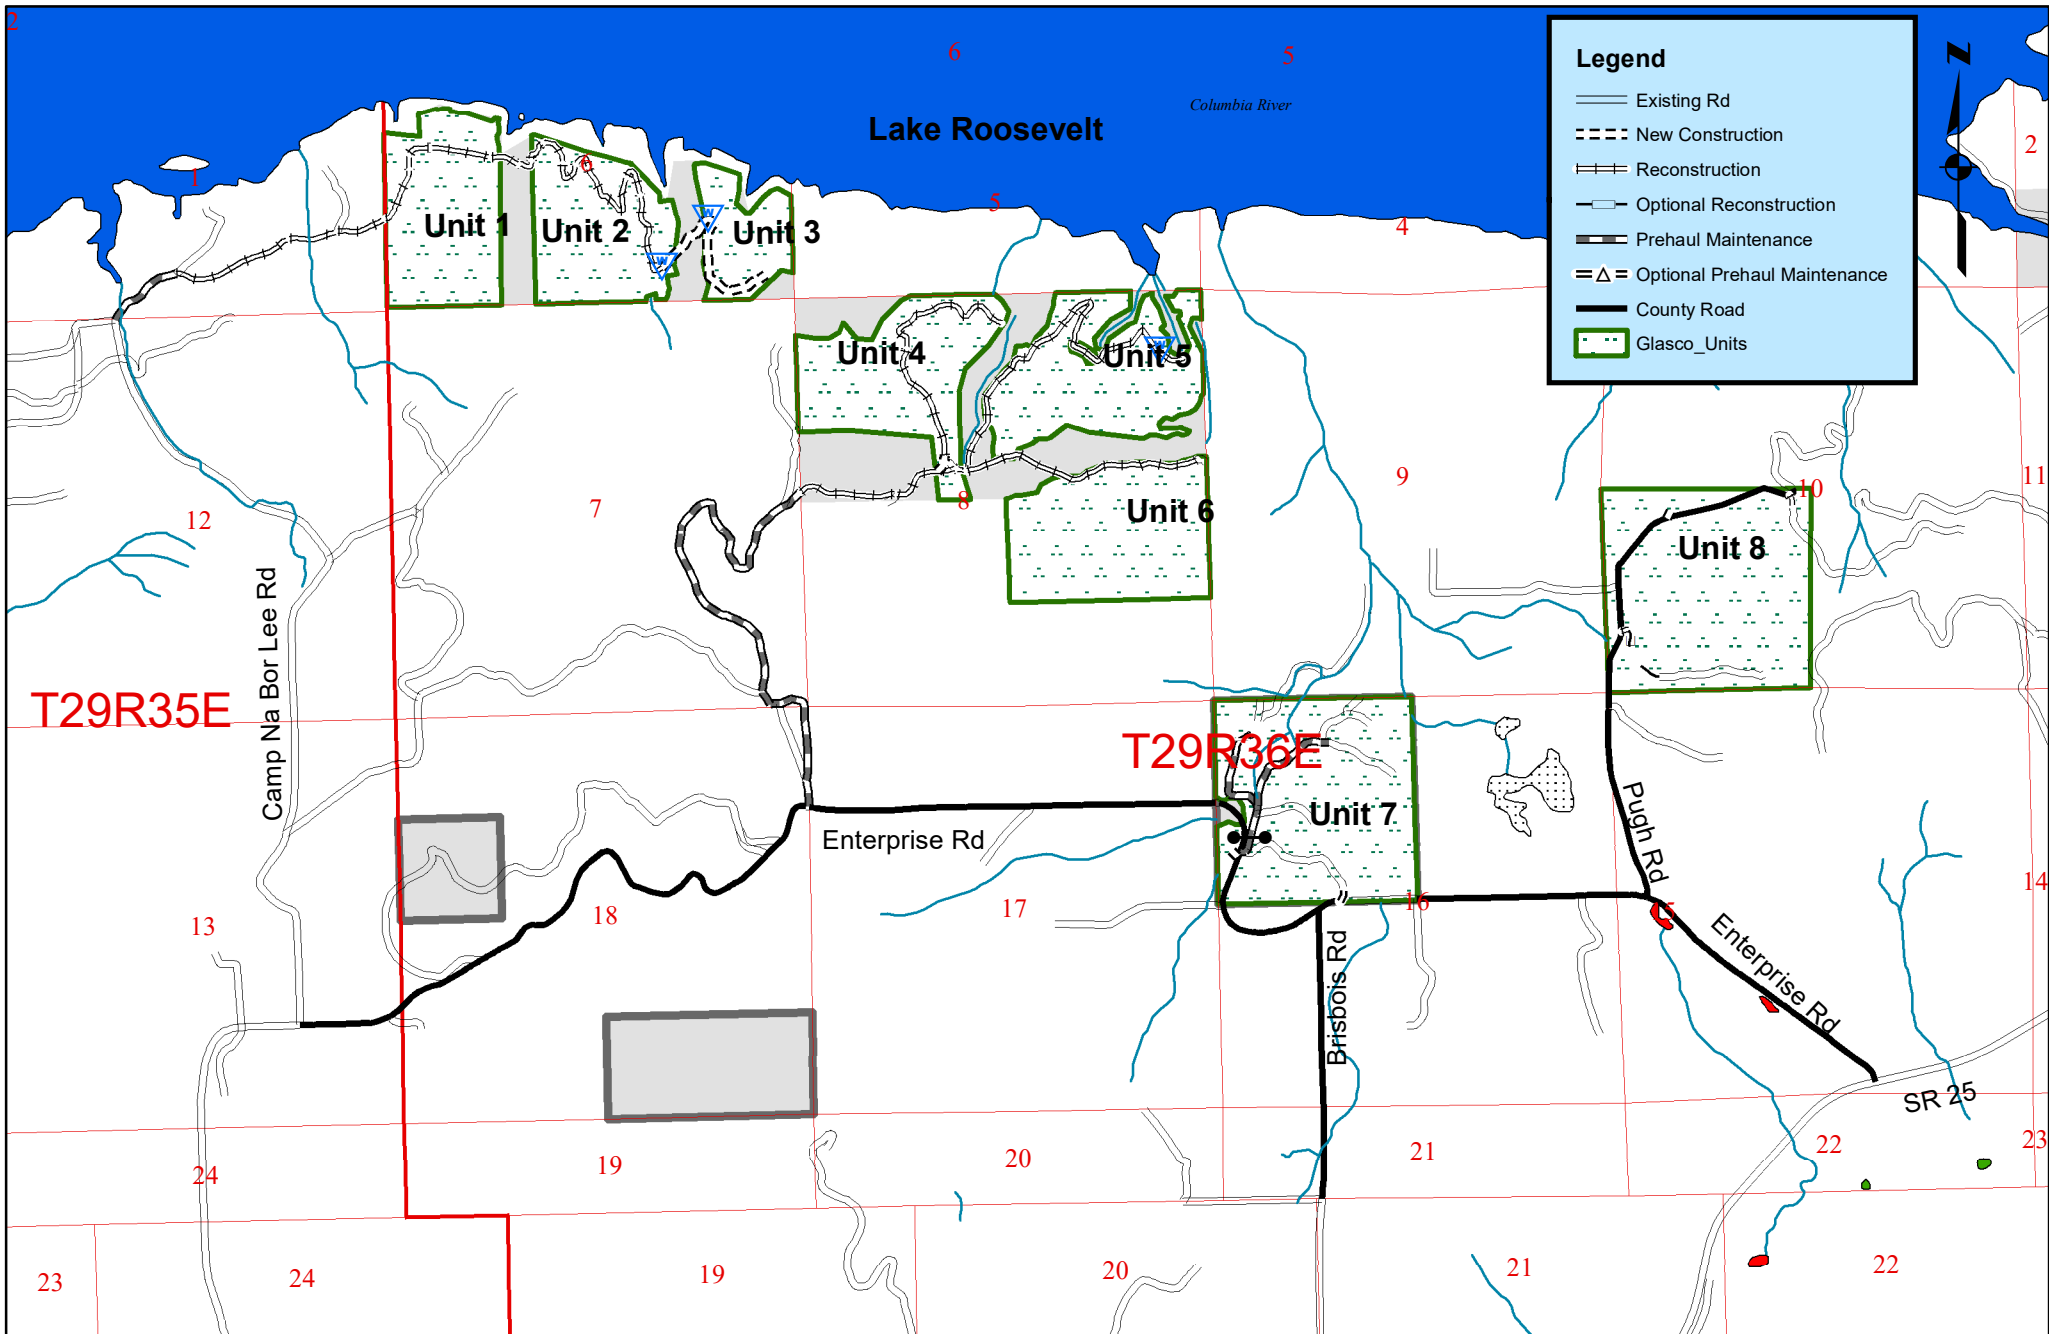 2
6
5
Columbia River
Lake Roosevelt
Legend
Existing Rd
New Construction
Reconstruction
Optional Reconstruction
Prehaul Maintenance
Optional Prehaul Maintenance
County Road
Glasco_Units
N
2
1
6
5
4
W
W
W
Unit 1
Unit 2
Unit 3
Unit 4
Unit 5
Unit 6
Unit 7
Unit 8
12
7
8
9
10
11
Camp Na Bor Lee Rd
T29R35E
T29R36E
Enterprise Rd
Pugh Rd
13
18
17
16
14
Brisbois Rd
Enterprise Rd
SR 25
24
19
20
21
22
23
23
24
19
20
21
22